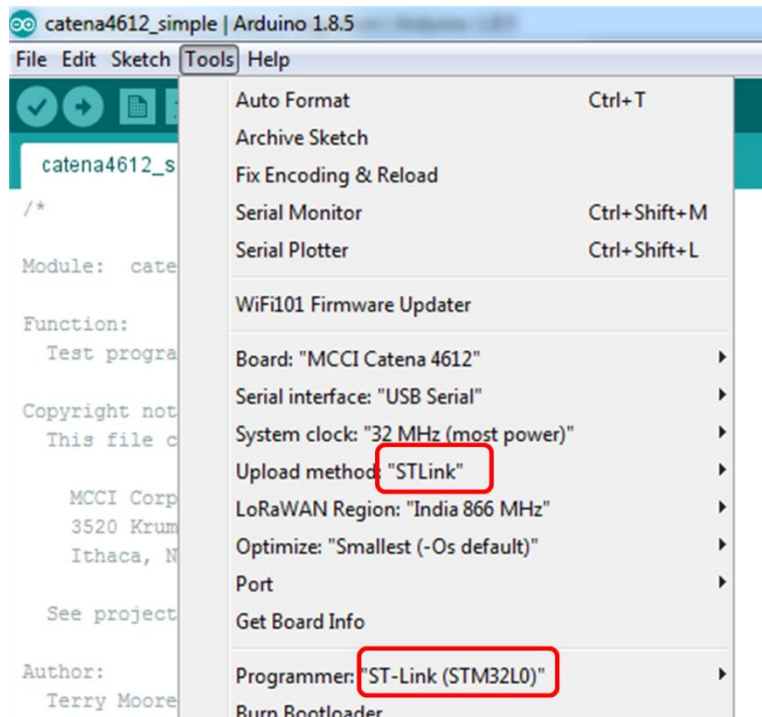 catena4612_simple | Arduino 1.8.5
File Edit Sketch Tools Help
Auto Format Ctrl+T
Archive Sketch
catena4612_s
Fix Encoding & Reload
/*
Serial Monitor Ctrl+Shift+M
Serial Plotter Ctrl+Shift+L
Module: cate
WiFi101 Firmware Updater
Function:
Test progra
Board: "MCCI Catena 4612"
Serial interface: "USB Serial"
Copyright not
System clock: "32 MHz (most power)"
This file c
Upload method: "STLink"
MCCI Corp
LoRaWAN Region: "India 866 MHz"
3520 Krum
Optimize: "Smallest (-Os default)"
Ithaca, N
Port
See project
Get Board Info
Author:
Programmer: "ST-Link (STM32L0)"
Terry Moore
Burn Bootloader